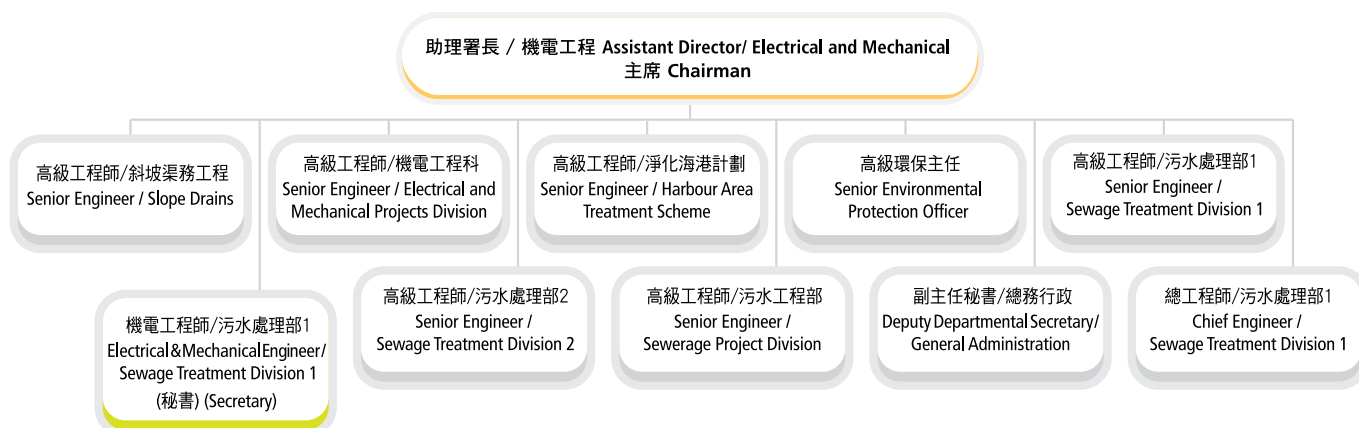 助理署長 / 機電工程 Assistant Director/ Electrical and Mechanical
主席 Chairman
高級工程師/斜坡渠務工程
Senior Engineer / Slope Drains
高級工程師/機電工程科
Senior Engineer / Electrical and
Mechanical Projects Division
高級工程師/淨化海港計劃
Senior Engineer / Harbour Area
Treatment Scheme
高級環保主任
Senior Environmental
Protection Officer
高級工程師/污水處理部1
Senior Engineer /
Sewage Treatment Division 1
機電工程師/污水處理部1
Electrical & Mechanical Engineer/
Sewage Treatment Division 1
(秘書) (Secretary)
高級工程師/污水處理部2
Senior Engineer /
Sewage Treatment Division 2
高級工程師/污水工程部
Senior Engineer /
Sewerage Project Division
副主任秘書/總務行政
Deputy Departmental Secretary/
General Administration
總工程師/污水處理部1
Chief Engineer /
Sewage Treatment Division 1